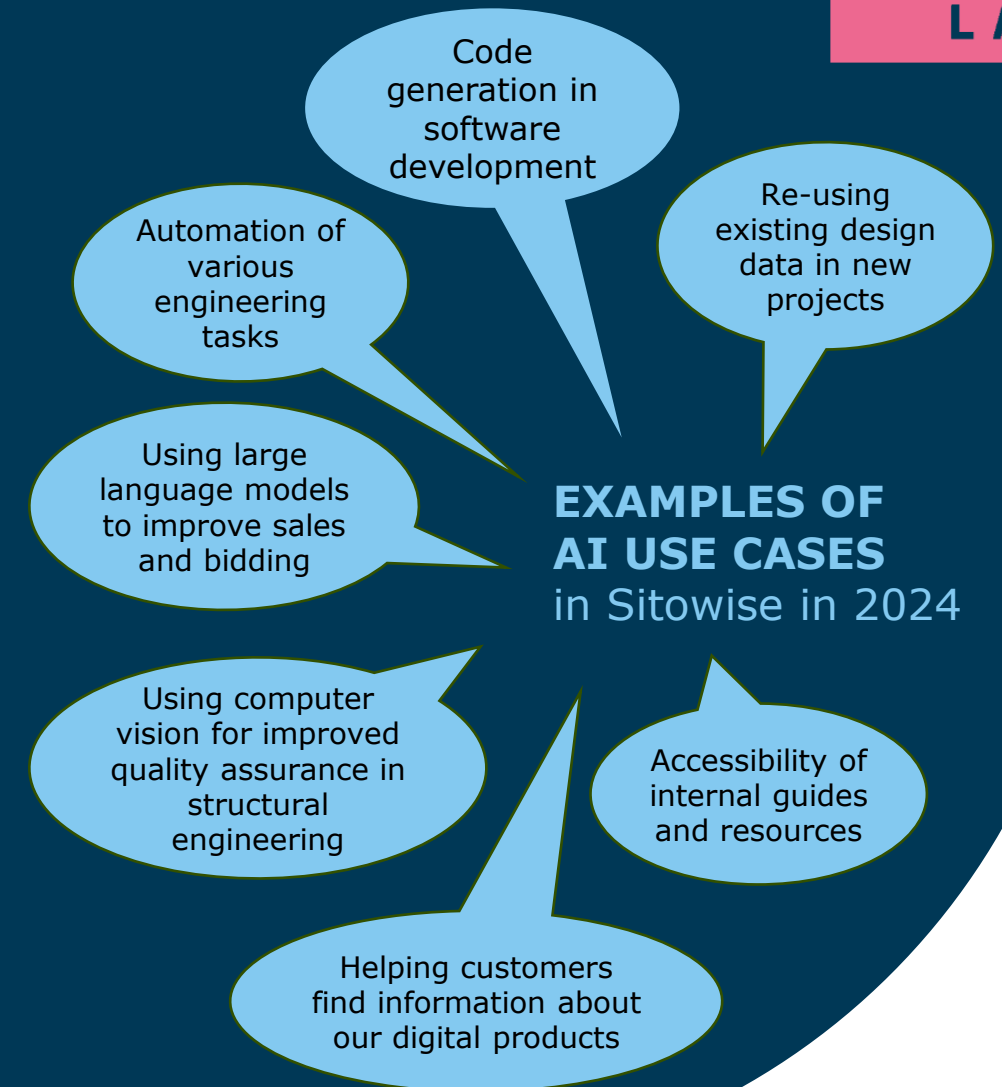 Code
generation in
software
development
Re-using
existing design
data in new
projects
Automation of
various
engineering
tasks
Using large
language models
to improve sales
and bidding
EXAMPLES OF
AI USE CASES
in Sitowise in 2024
Using computer
vision for improved
quality assurance in
structural
engineering
Accessibility of
internal guides
and resources
Helping customers
find information about
our digital products